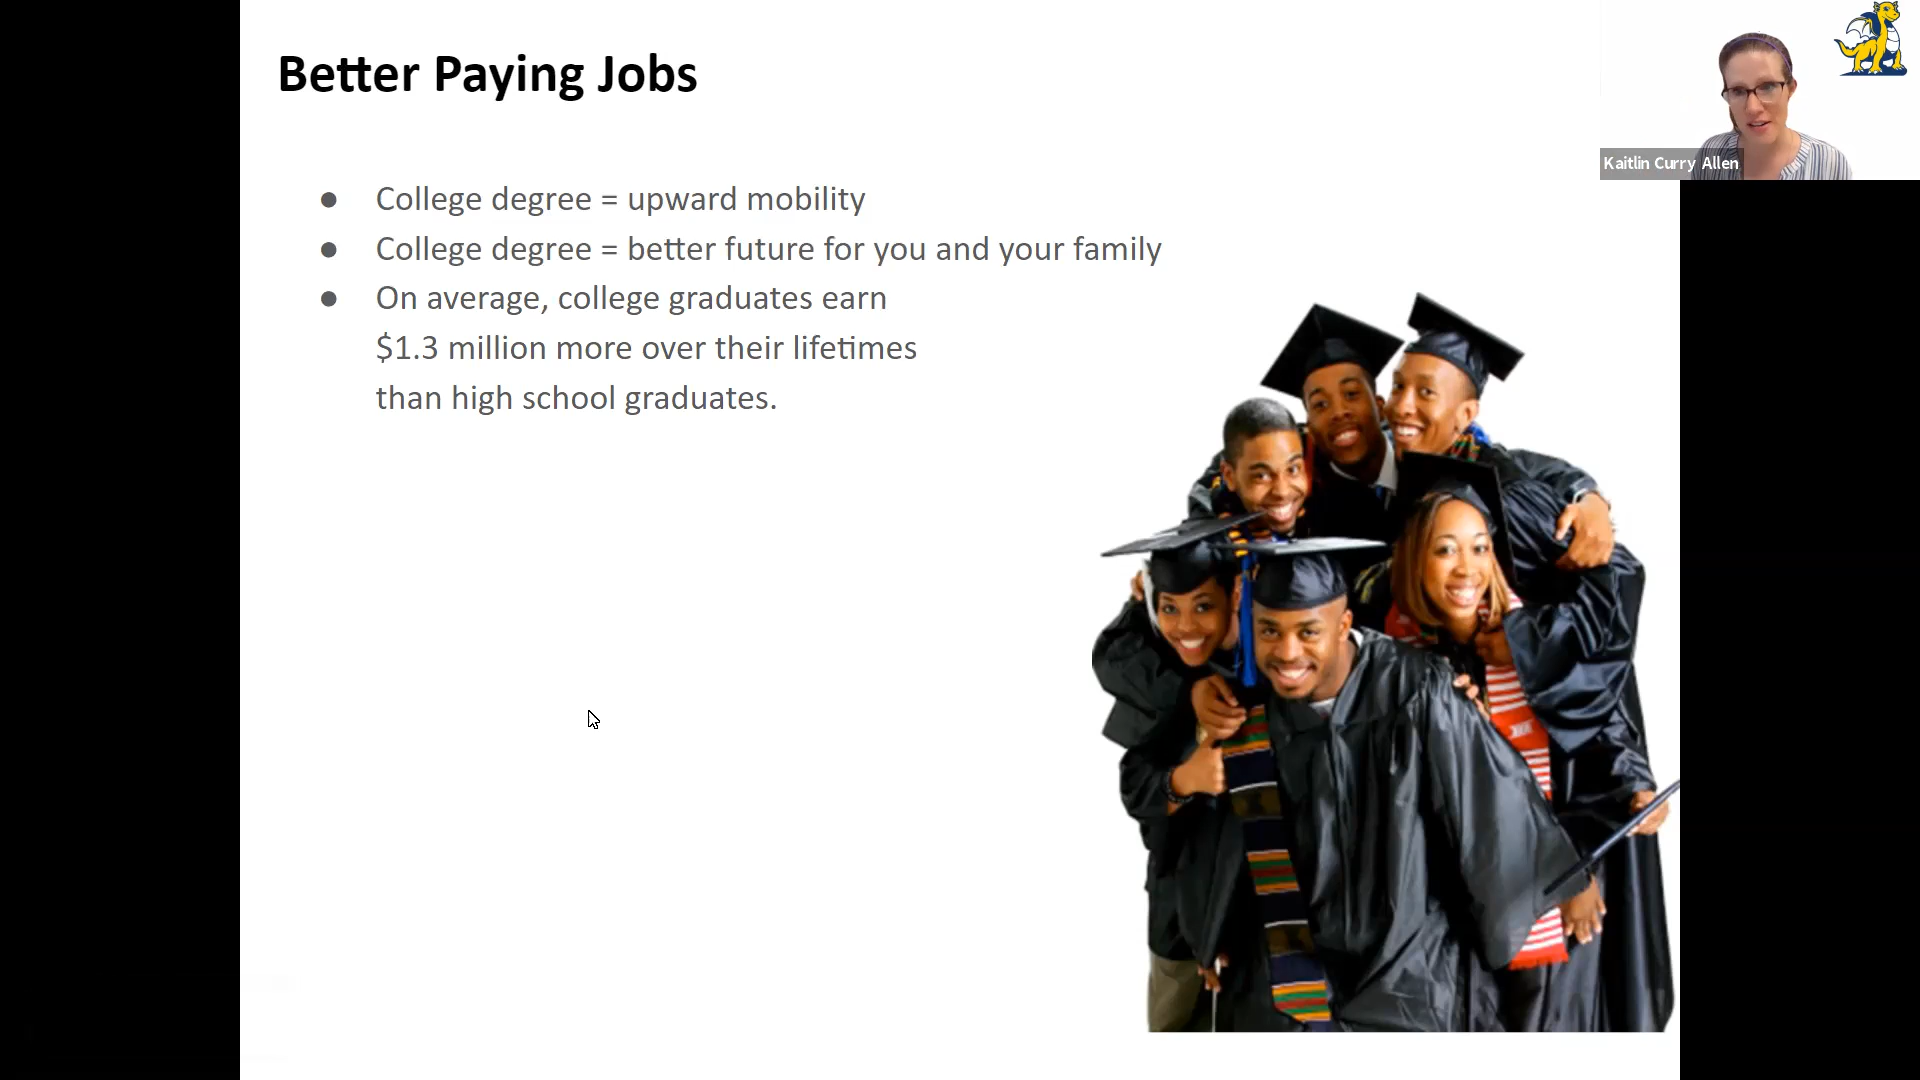 Better Paying Jobs
Kaitlin Curry Allen
● College degree = upward mobility
● College degree = better future for you and your family
● On average, college graduates earn
$1.3 million more over their lifetimes
than high school graduates.